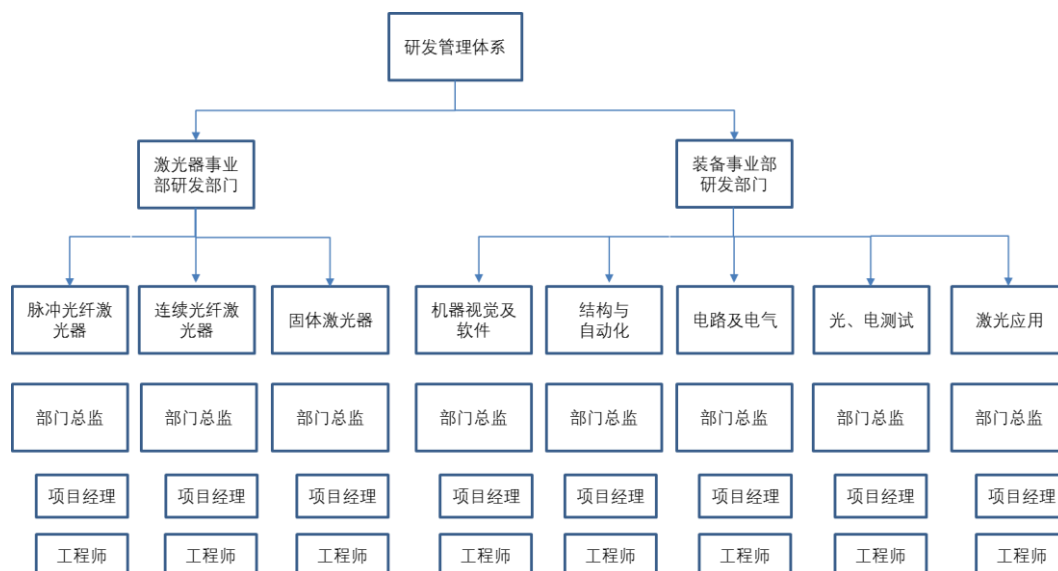 研发管理体系
激光器事业
部研发部门
装备事业部
研发部门
脉冲光纤激
光器
连续光纤激
光器
固体激光器
机器视觉及
软件
结构与
自动化
电路及电气
光、电测试
激光应用
部门总监
部门总监
部门总监
部门总监
部门总监
部门总监
部门总监
部门总监
项目经理
项目经理
项目经理
项目经理
项目经理
项目经理
项目经理
项目经理
工程师
工程师
工程师
工程师
工程师
工程师
工程师
工程师